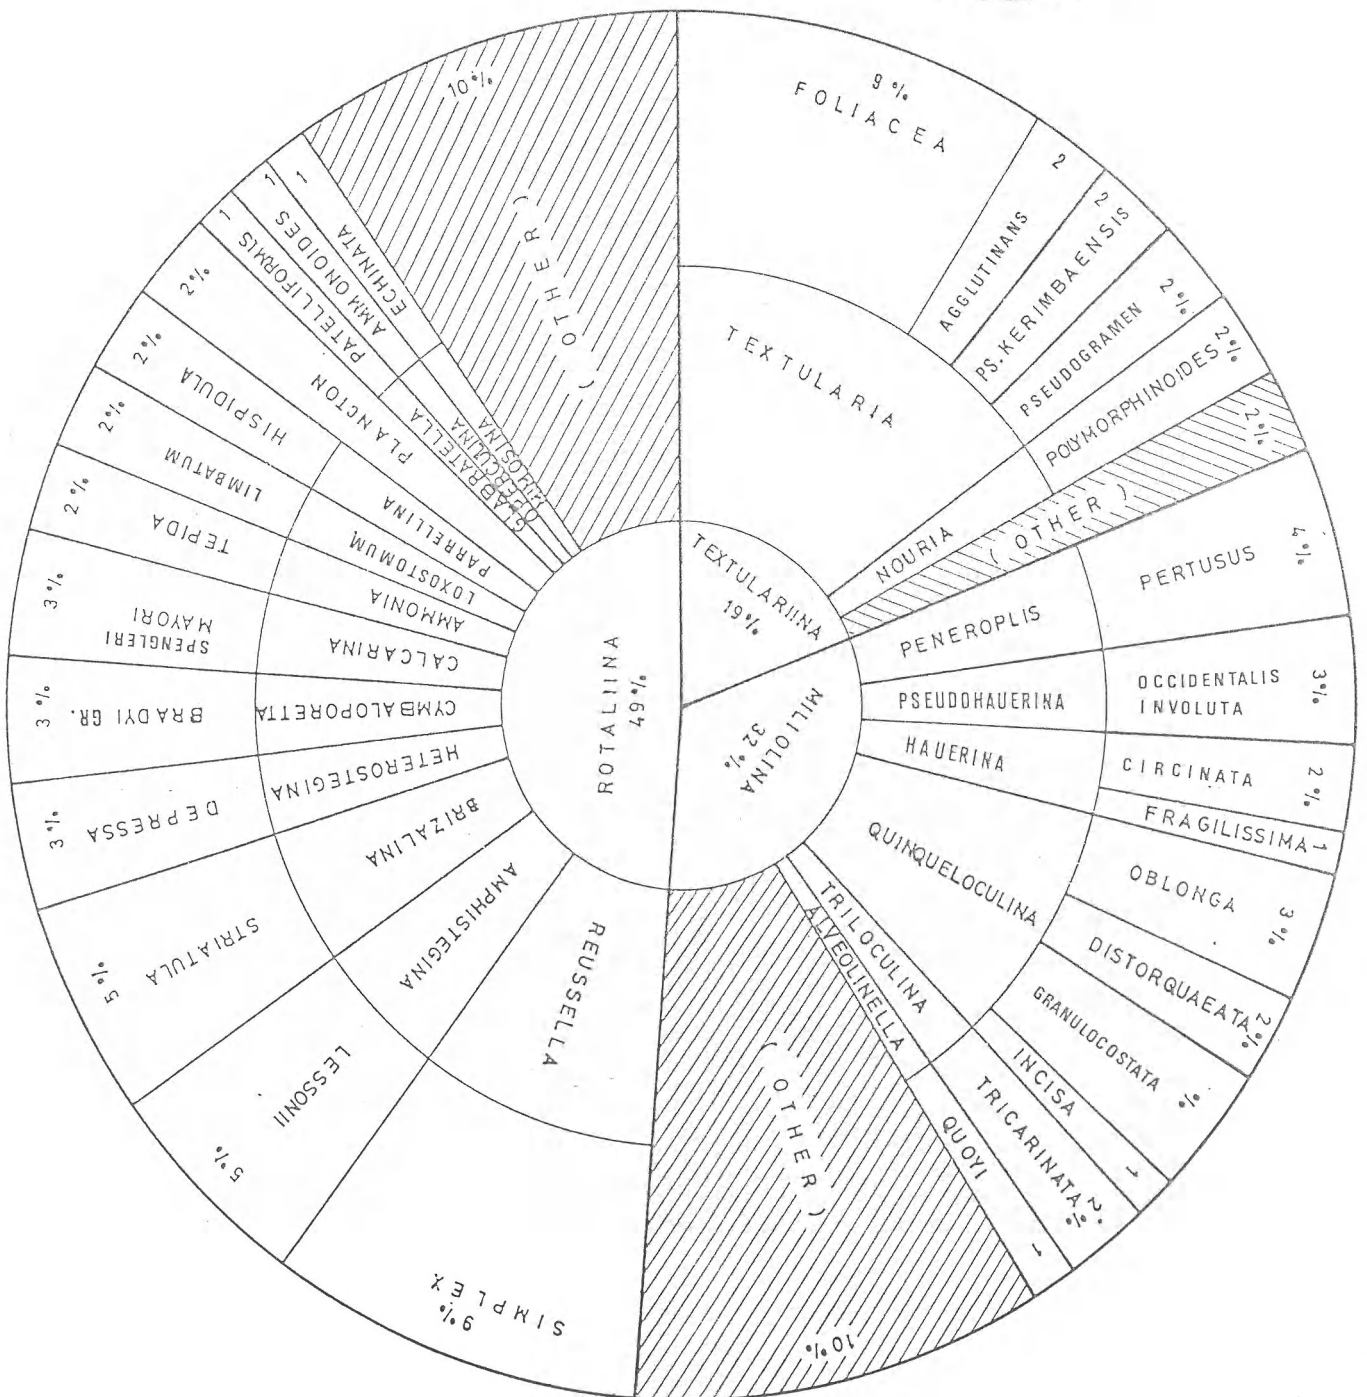 TEXTULARIINA
19%
MILIOLINA
32%
ROTALIINA
49%
TEXTULARIA
9%
FOLIACEA
AGGLUTINANS
2
PS. KERIMBAENSIS
2
PSEUDOGRAMEN
2%
NOURIA
POLYMORPHINOIDES
2%
( OTHER )
2%
PENEROPLIS
PERTUSUS
4%
PSEUDOHAUERINA
OCCIDENTALIS
INVOLUTA
3%
HAUERINA
CIRCINATA
2%
FRAGILISSIMA
1
QUINQUELOCULINA
OBLONGA
3%
DISTORQUAEATA
2%
GRANULOCOSTATA
%
INCISA
1
TRILOCULINA
TRICARINATA
2%
ALVEOLINELLA
QUOYI
1
( OTHER )
10%
REUSSELLA
SIMPLEX
9%
AMPHISTEGINA
LESSONII
5%
BRIZALINA
STRIATULA
5%
HETEROSTEGINA
DEPRESSA
3%
CYMBALOPORETTA
BRADYI GR.
3%
CALCARINA
SPENGLERI
MAYORI
3%
AMMONIA
TEPIDA
2%
LOXOSTOMUM
LIMBATUM
2%
PARRELLINA
HISPIDULA
2%
PLANCTON
2%
GLABRATELLA
PATELLIFORMIS
1
OPERCULINA
AMMONOIDES
1
ECHINATA
1
( OTHER )
10%